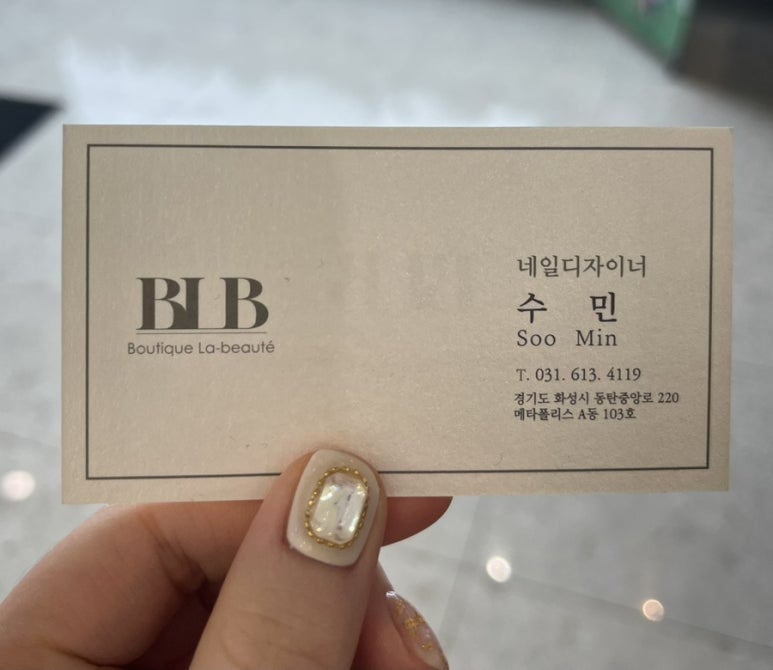 BLB
Boutique La-beauté
네일디자이너
수 민
Soo Min
T. 031. 613. 4119
경기도 화성시 동탄중앙로 220
메타폴리스 A동 103호